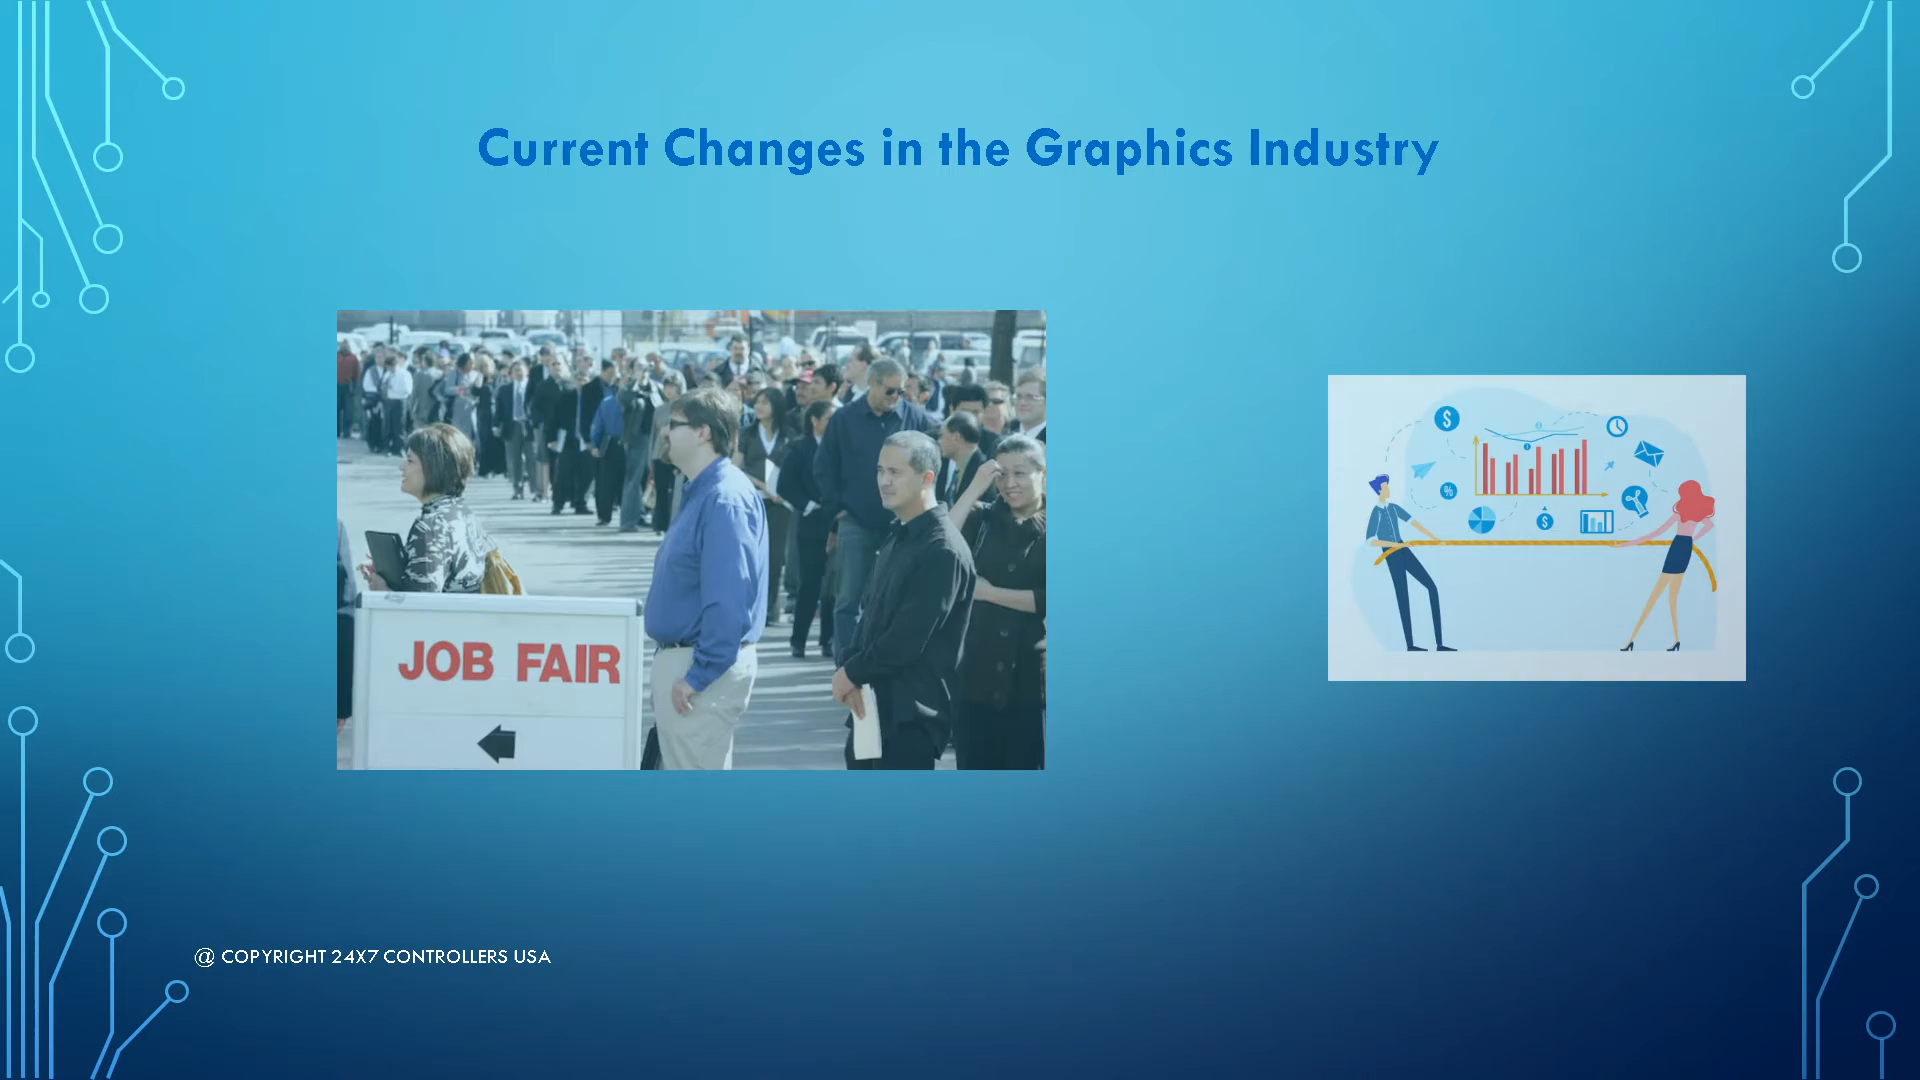 Current Changes in the Graphics Industry
JOB FAIR
$
%
$
@ COPYRIGHT 24X7 CONTROLLERS USA